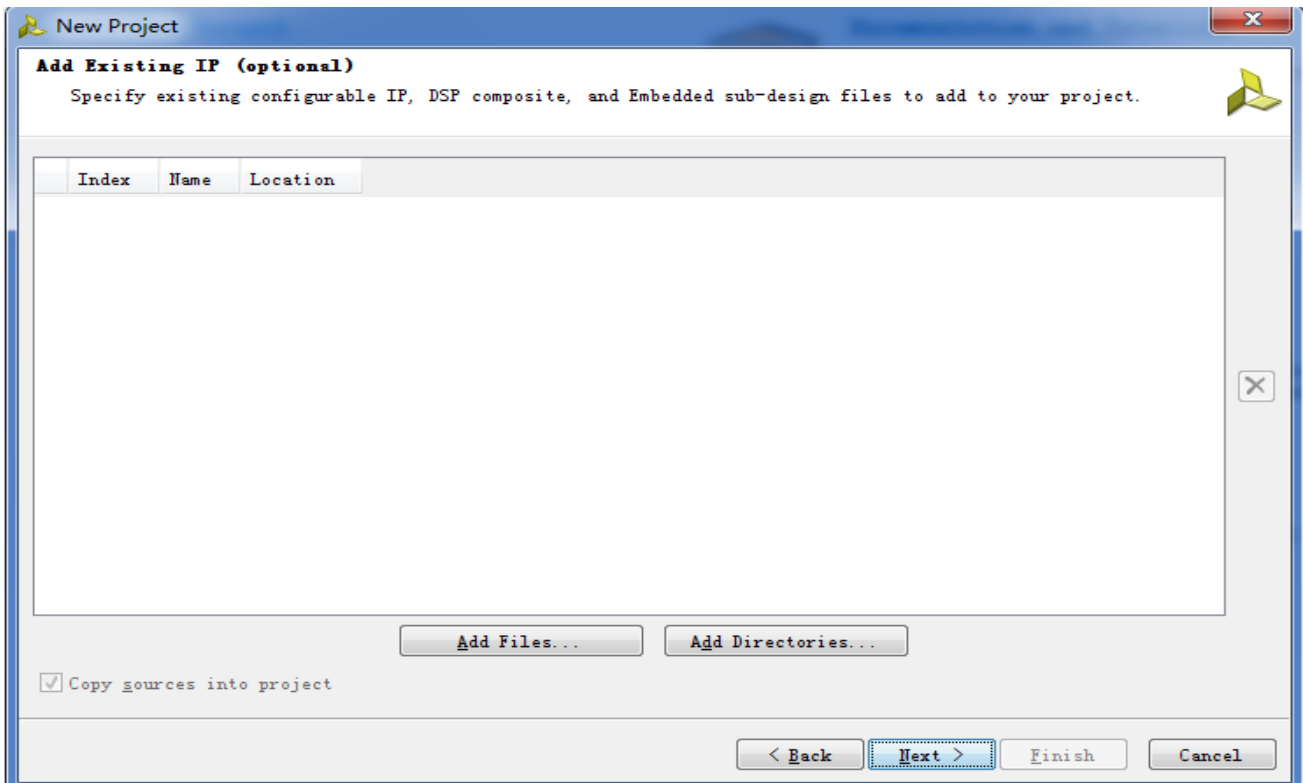 New Project
Add Existing IP (optional)
Specify existing configurable IP, DSP composite, and Embedded sub-design files to add to your project.
Index Name Location
Add Files... Add Directories...
Copy sources into project
< Back Next > Finish Cancel